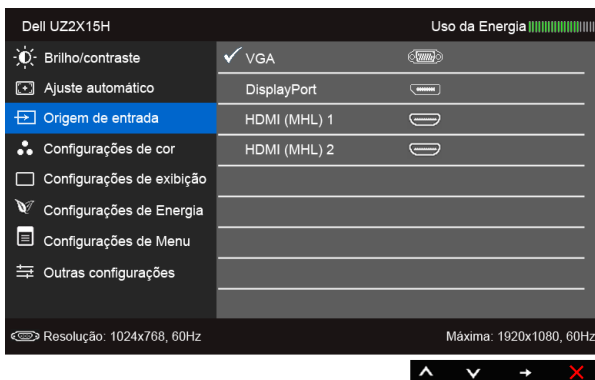 Dell UZ2X15H Uso da Energia
Brilho/contraste VGA
Ajuste automático DisplayPort
Origem de entrada HDMI (MHL) 1
Configurações de cor HDMI (MHL) 2
Configurações de exibição
Configurações de Energia
Configurações de Menu
Outras configurações
Resolução: 1024x768, 60Hz Máxima: 1920x1080, 60Hz